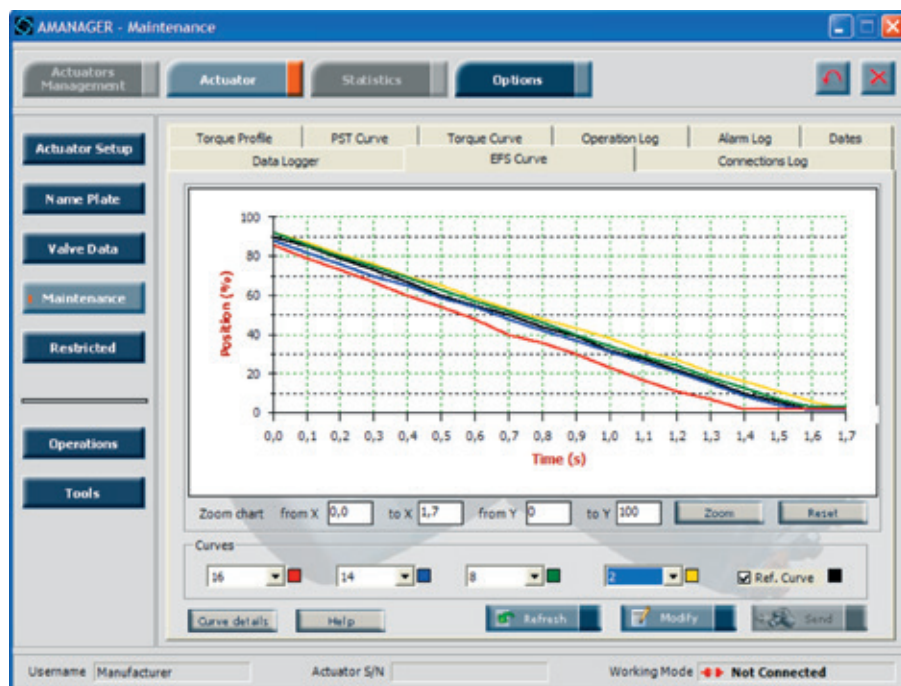 AMANAGER - Maintenance
Actuators Management
Actuator
Statistics
Options
Actuator Setup
Name Plate
Valve Data
Maintenance
Restricted
Operations
Tools
Torque Profile PST Curve Torque Curve Operation Log Alarm Log Dates
Data Logger EFS Curve Connections Log
Position (%)
100
80
60
40
20
0
0,0 0,1 0,2 0,3 0,4 0,5 0,6 0,7 0,8 0,9 1,0 1,1 1,2 1,3 1,4 1,5 1,6 1,7
Time (s)
Zoom chart from X 0,0 to X 1,7 from Y 0 to Y 100 Zoom Reset
Curves
16 14 8 2 Ref. Curve
Curve details Help Refresh Modify Send
Username Manufacturer Actuator S/N Working Mode Not Connected